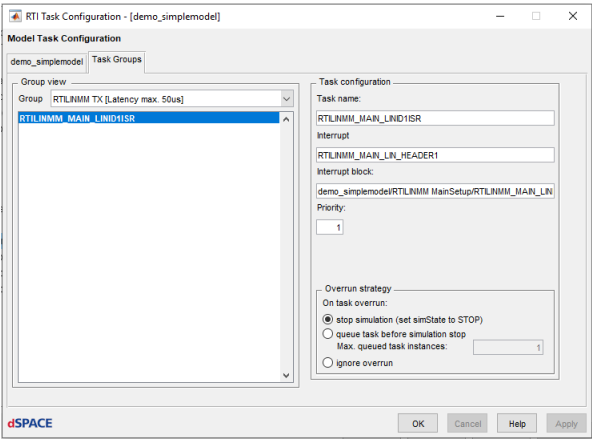 RTI Task Configuration - [demo_simplemodel]
Model Task Configuration
demo_simplemodel
Task Groups
Group view
Group RTILINMM TX [Latency max. 50us]
RTILINMM_MAIN_LINID1ISR
Task configuration
Task name:
RTILINMM_MAIN_LINID1ISR
Interrupt
RTILINMM_MAIN_LIN_HEADER1
Interrupt block:
demo_simplemodel/RTILINMM MainSetup/RTILINMM_MAIN_LIN
Priority:
1
Overrun strategy
On task overrun:
stop simulation (set simState to STOP)
queue task before simulation stop
Max. queued task instances: 1
ignore overrun
dSPACE
OK Cancel Help Apply